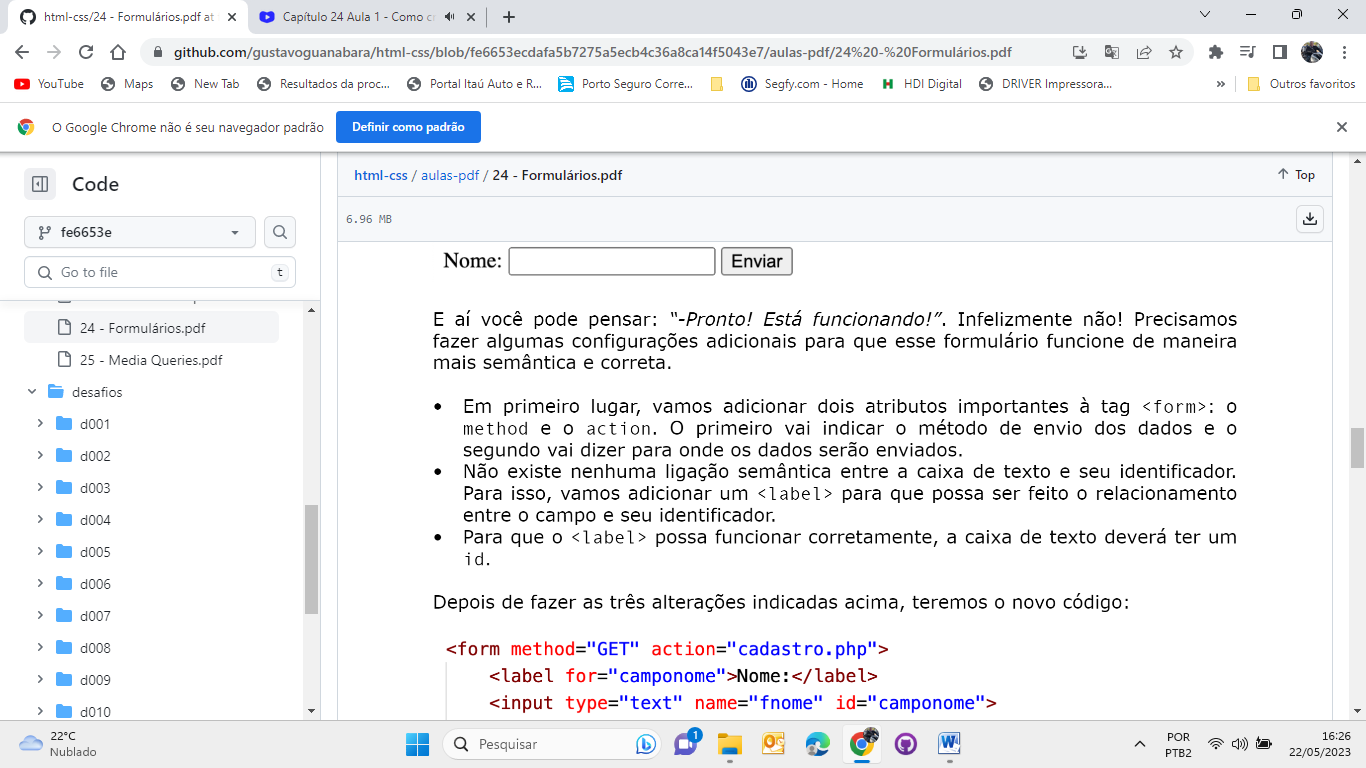 html-css/24 - Formulários.pdf at
Capítulo 24 Aula 1 - Como c
github.com/gustavoguanabara/html-css/blob/fe6653ecdafa5b7275a5ecb4c36a8ca14f5043e7/aulas-pdf/24%20-%20Formulários.pdf
YouTube Maps New Tab Resultados da proc... Portal Itaú Auto e R... Porto Seguro Corre... Segfy.com - Home HDI Digital DRIVER Impressora... » Outros favoritos
O Google Chrome não é seu navegador padrão Definir como padrão
Code
html-css / aulas-pdf / 24 - Formulários.pdf
Top
fe6653e
6.96 MB
Go to file t
24 - Formulários.pdf
25 - Media Queries.pdf
desafios
d001
d002
d003
d004
d005
d006
d007
d008
d009
d010
Nome: Enviar
E aí você pode pensar: “-Pronto! Está funcionando!”. Infelizmente não! Precisamos
fazer algumas configurações adicionais para que esse formulário funcione de maneira
mais semântica e correta.
• Em primeiro lugar, vamos adicionar dois atributos importantes à tag <form>: o
method e o action. O primeiro vai indicar o método de envio dos dados e o
segundo vai dizer para onde os dados serão enviados.
• Não existe nenhuma ligação semântica entre a caixa de texto e seu identificador.
Para isso, vamos adicionar um <label> para que possa ser feito o relacionamento
entre o campo e seu identificador.
• Para que o <label> possa funcionar corretamente, a caixa de texto deverá ter um
id.
Depois de fazer as três alterações indicadas acima, teremos o novo código:
<form method="GET" action="cadastro.php">
<label for="camponome">Nome:</label>
<input type="text" name="fnome" id="camponome">
22°C
Nublado
Pesquisar
1
POR
PTB2
16:26
22/05/2023